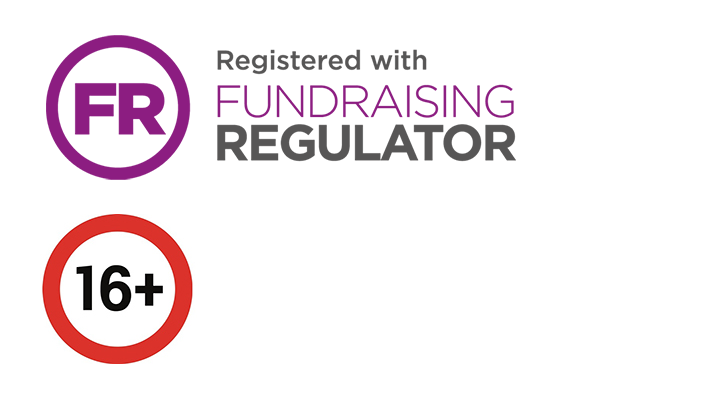 FR
Registered with
FUNDRAISING
REGULATOR
16+